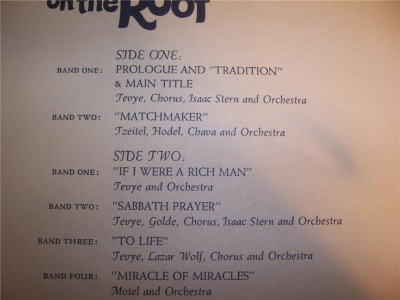 on the Roof
SIDE ONE:
BAND ONE: PROLOGUE AND "TRADITION"
& MAIN TITLE
Tevye, Chorus, Isaac Stern and Orchestra
BAND TWO: "MATCHMAKER"
Tzeitel, Hodel, Chava and Orchestra
SIDE TWO:
BAND ONE: "IF I WERE A RICH MAN"
Tevye and Orchestra
BAND TWO: "SABBATH PRAYER"
Tevye, Golde, Chorus, Isaac Stern and Orchestra
BAND THREE: "TO LIFE"
Tevye, Lazar Wolf, Chorus and Orchestra
BAND FOUR: "MIRACLE OF MIRACLES"
Motel and Orchestra